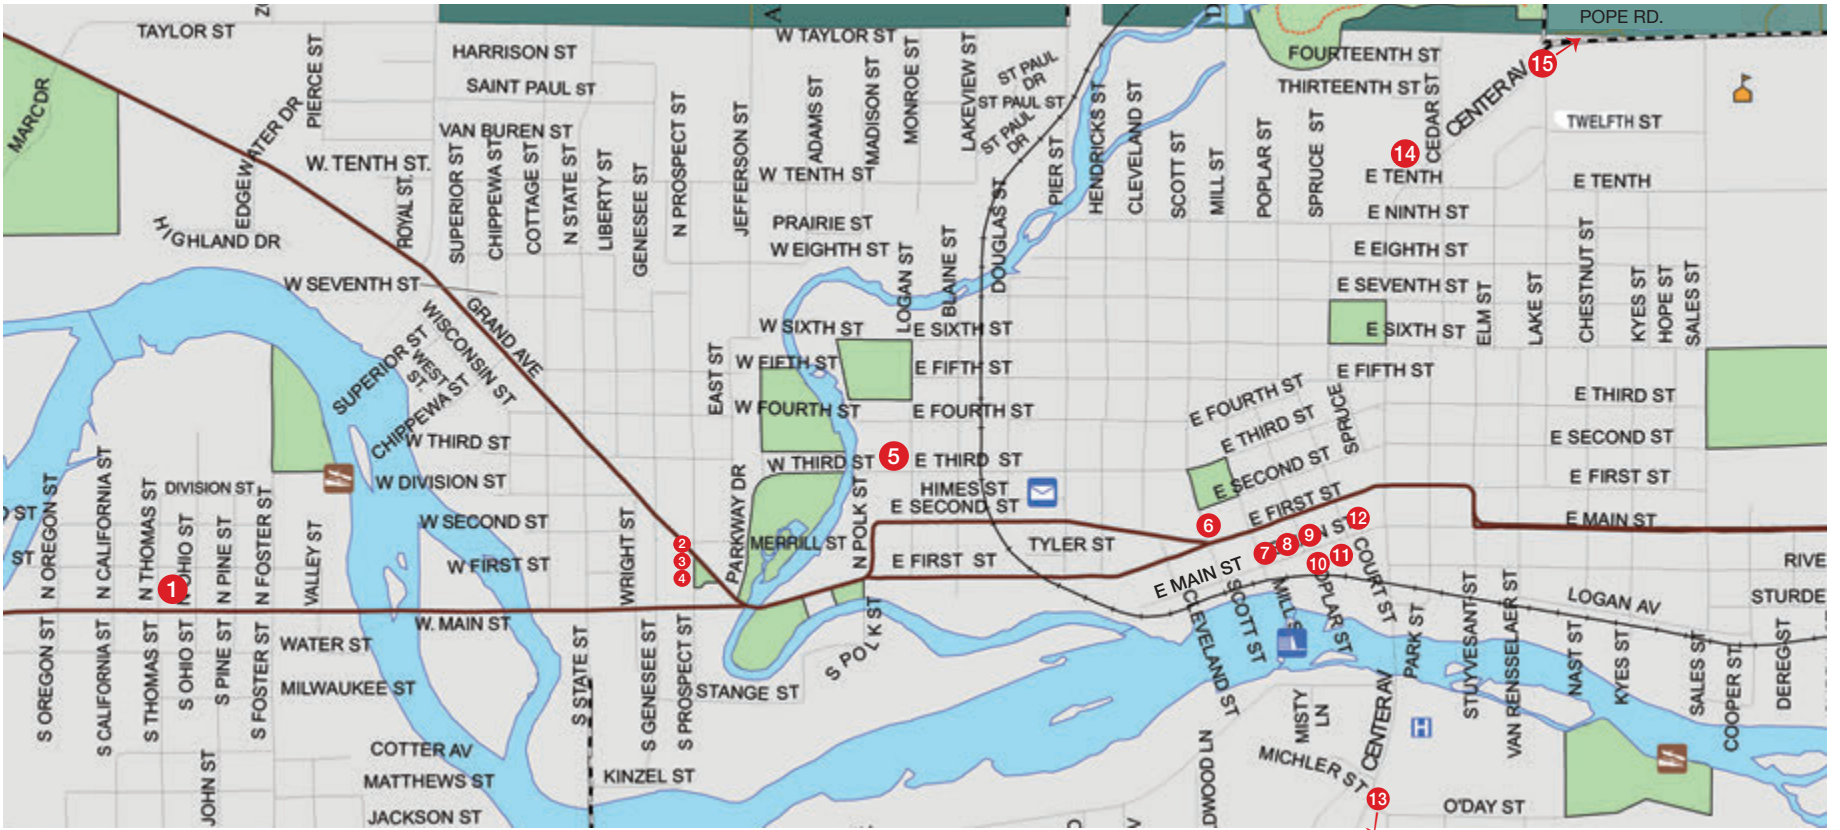 POPE RD.
TAYLOR ST
W TAYLOR ST
HARRISON ST
FOURTEENTH ST
15
SAINT PAUL ST
ST PAUL
DR
THIRTEENTH ST
ST PAUL ST
ST PAUL
DR
MARC DR
PIERCE ST
EDGEWATER DR
VAN BUREN ST
N PROSPECT ST
JEFFERSON ST
ADAMS ST
MADISON ST
MONROE ST
LAKEVIEW ST
CEDAR ST
CENTER AV
TWELFTH ST
W. TENTH ST.
W TENTH ST
14
E TENTH
E TENTH
HIGHLAND DR
ROYAL ST.
SUPERIOR ST
CHIPPEWA ST
COTTAGE ST
N STATE ST
LIBERTY ST
GENESEE ST
PIER ST
HENDRICKS ST
CLEVELAND ST
SCOTT ST
MILL ST
POPLAR ST
SPRUCE ST
E NINTH ST
PRAIRIE ST
W EIGHTH ST
E EIGHTH ST
LOGAN ST
BLAINE ST
DOUGLAS ST
W SEVENTH ST
E SEVENTH ST
ELM ST
LAKE ST
CHESTNUT ST
KYES ST
HOPE ST
SALES ST
GRAND AVE
WISCONSIN ST
W SIXTH ST
E SIXTH ST
E SIXTH ST
SUPERIOR ST
WEST
ST.
CHIPPEWA ST
EAST ST
W FIFTH ST
E FIFTH ST
E FIFTH ST
W FOURTH ST
E FOURTH ST
E FOURTH ST
SPRUCE
E THIRD ST
W THIRD ST
E THIRD ST
E SECOND ST
W THIRD ST
5
E THIRD ST
W DIVISION ST
DIVISION ST
HIMES ST
E SECOND ST
E SECOND ST
E FIRST ST
ST
N OREGON ST
N CALIFORNIA ST
N THOMAS ST
N OHIO ST
N PINE ST
N FOSTER ST
VALLEY ST
W SECOND ST
WRIGHT ST
PARKWAY DR
N POLK ST
6
E FIRST ST
12
E MAIN ST
2
MERRILL ST
TYLER ST
7
8
9
ST
ST
W FIRST ST
3
E FIRST ST
10
11
COURT ST
RIVE
4
1
E MAIN ST
LOGAN AV
STURDE
W. MAIN ST
S OREGON ST
S CALIFORNIA ST
S THOMAS ST
S OHIO ST
S PINE ST
S FOSTER ST
WATER ST
S STATE ST
S GENESEE ST
S PROSPECT ST
S POLK ST
CLEVELAND ST
SCOTT ST
MILL S
OPLAR ST
PARK ST
STUYVESANT ST
VAN RENSSELAER ST
NAST ST
KYES ST
SALES ST
COOPER ST.
DEREG ST
MILWAUKEE ST
STANGE ST
MISTY
LN
CENTER AV
H
COTTER AV
MICHLER ST
JOHN ST
MATTHEWS ST
KINZEL ST
DWOOD LN
13
O'DAY ST
JACKSON ST